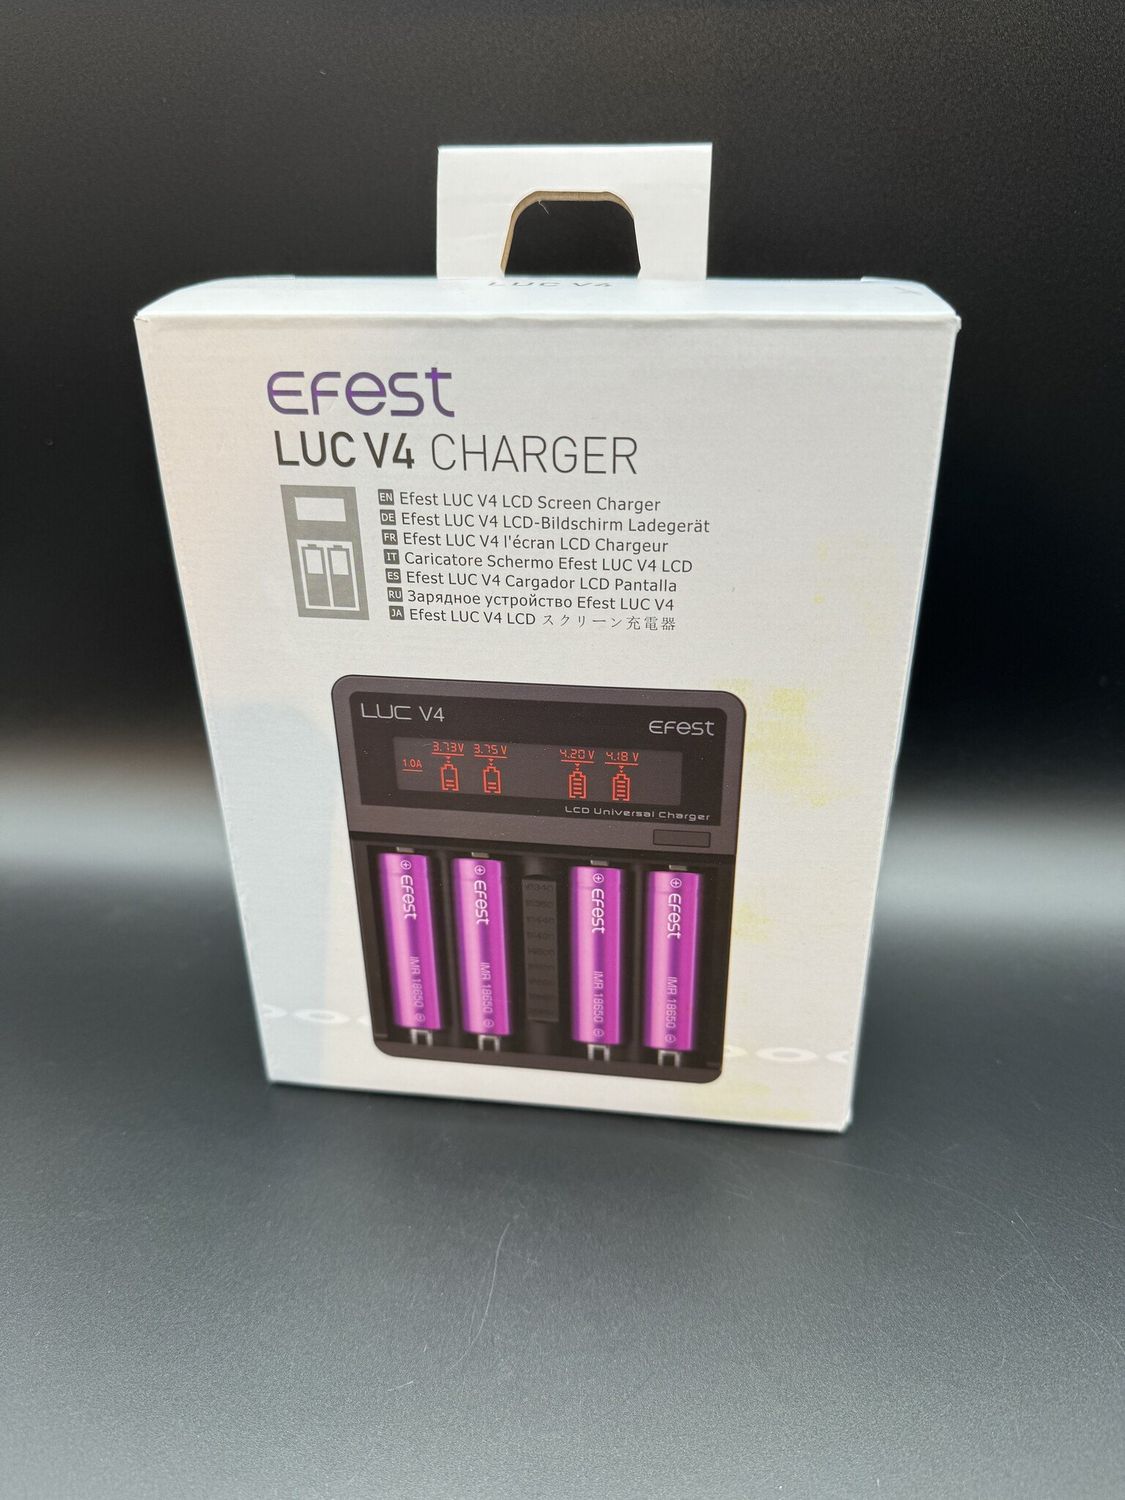 LUC V4
Efest
LUC V4 CHARGER
EN Efest LUC V4 LCD Screen Charger
DE Efest LUC V4 LCD-Bildschirm Ladegerät
FR Efest LUC V4 l'écran LCD Chargeur
IT Caricatore Schermo Efest LUC V4 LCD
ES Efest LUC V4 Cargador LCD Pantalla
RU Зарядное устройство Efest LUC V4
JA Efest LUC V4 LCD スクリーン充電器
LUC V4
Efest
3.73V 3.75V 4.20V 4.18V
1.0A
LCD Universal Charger
Efest IMR 18650
Efest IMR 18650
Efest IMR 18650
Efest IMR 18650